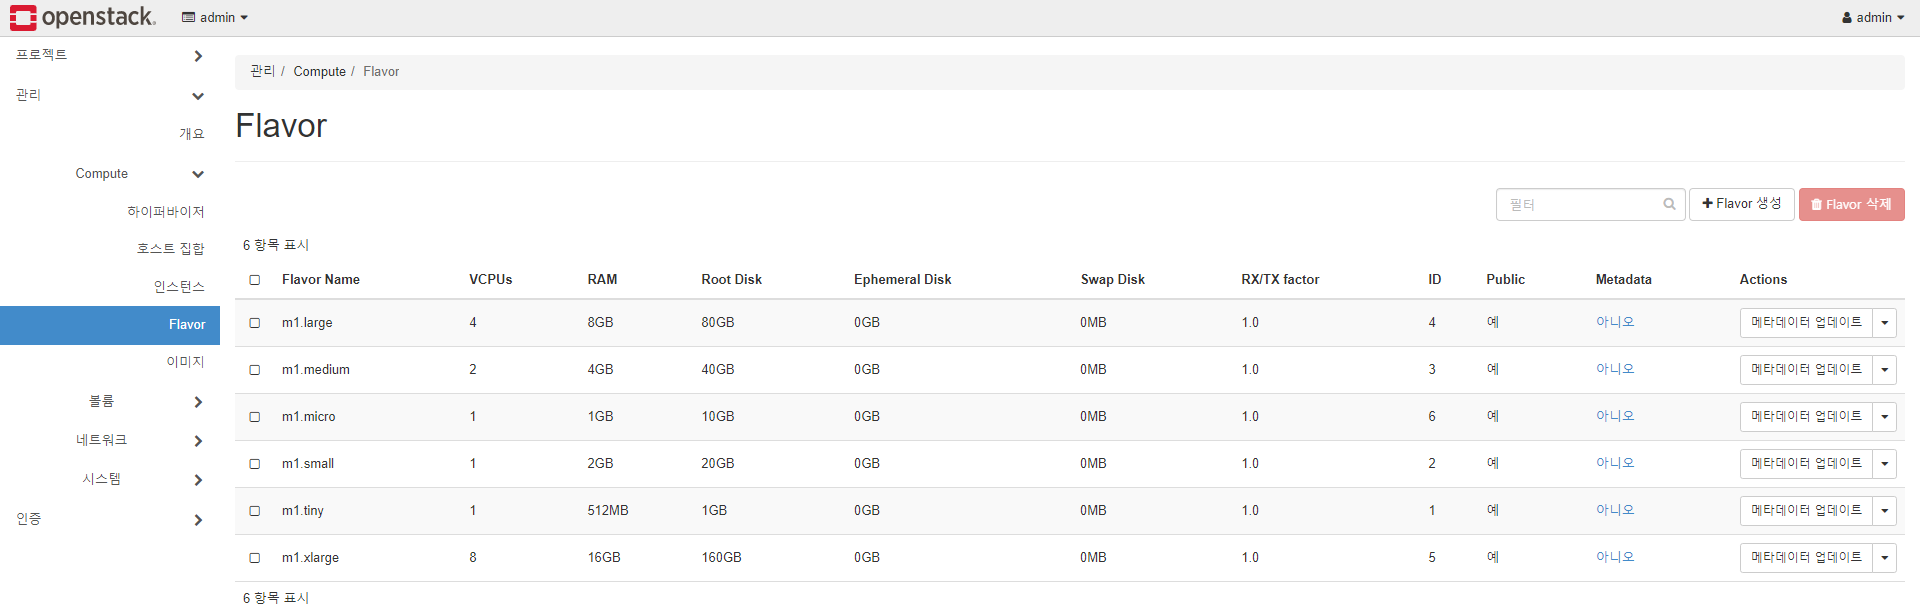 openstack. admin admin
프로젝트
관리
개요
Compute
하이퍼바이저
호스트 집합
인스턴스
Flavor
이미지
볼륨
네트워크
시스템
인증
관리 / Compute / Flavor
Flavor
필터 Flavor 생성 Flavor 삭제
6 항목 표시
Flavor Name VCPUs RAM Root Disk Ephemeral Disk Swap Disk RX/TX factor ID Public Metadata Actions
m1.large 4 8GB 80GB 0GB 0MB 1.0 4 예 아니오 메타데이터 업데이트
m1.medium 2 4GB 40GB 0GB 0MB 1.0 3 예 아니오 메타데이터 업데이트
m1.micro 1 1GB 10GB 0GB 0MB 1.0 6 예 아니오 메타데이터 업데이트
m1.small 1 2GB 20GB 0GB 0MB 1.0 2 예 아니오 메타데이터 업데이트
m1.tiny 1 512MB 1GB 0GB 0MB 1.0 1 예 아니오 메타데이터 업데이트
m1.xlarge 8 16GB 160GB 0GB 0MB 1.0 5 예 아니오 메타데이터 업데이트
6 항목 표시